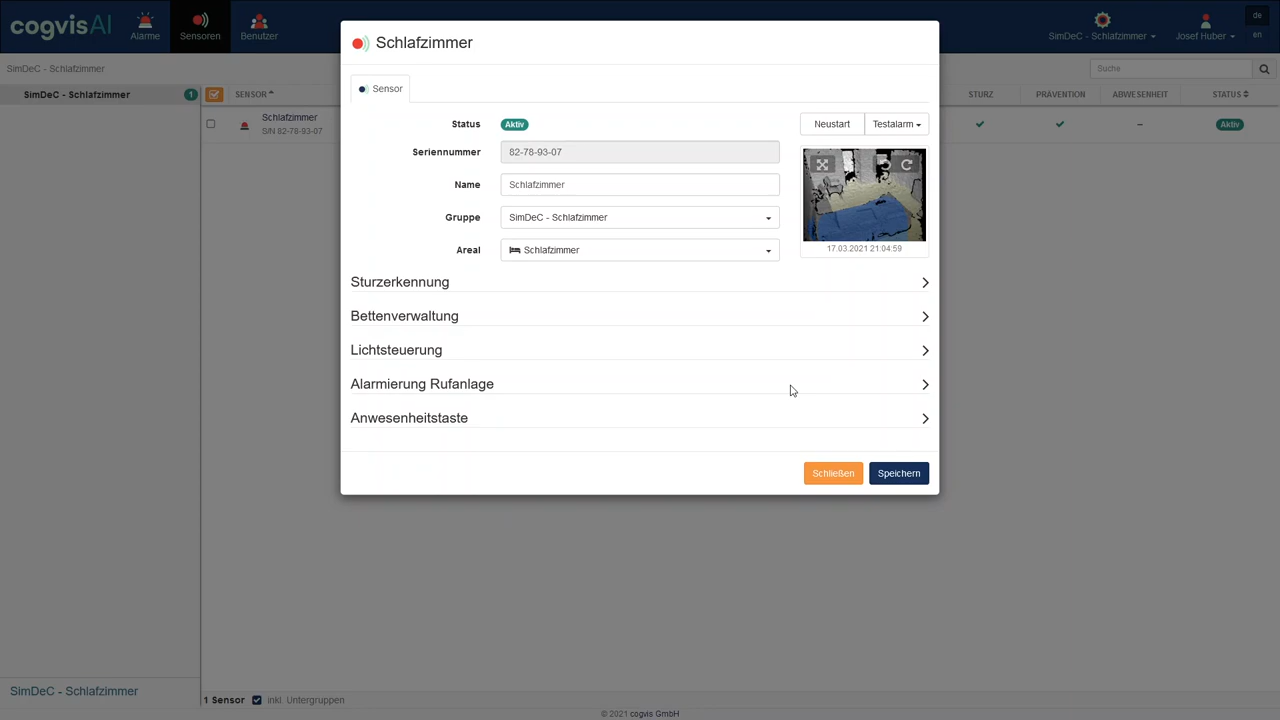 cogvisAI
Alarme
Sensoren
Benutzer
SimDeC - Schlafzimmer
Josef Huber
de
en
SimDeC - Schlafzimmer
Suche
SimDeC - Schlafzimmer 1
SENSOR
STURZ
PRÄVENTION
ABWESENHEIT
STATUS
Schlafzimmer
S/N 82-78-93-07
–
Aktiv
Schlafzimmer
Sensor
Status Aktiv
Neustart
Testalarm
Seriennummer 82-78-93-07
Name Schlafzimmer
Gruppe SimDeC - Schlafzimmer
Areal Schlafzimmer
17.03.2021 21:04:59
Sturzerkennung
Bettenverwaltung
Lichtsteuerung
Alarmierung Rufanlage
Anwesenheitstaste
Schließen
Speichern
SimDeC - Schlafzimmer
1 Sensor inkl. Untergruppen
© 2021 cogvis GmbH